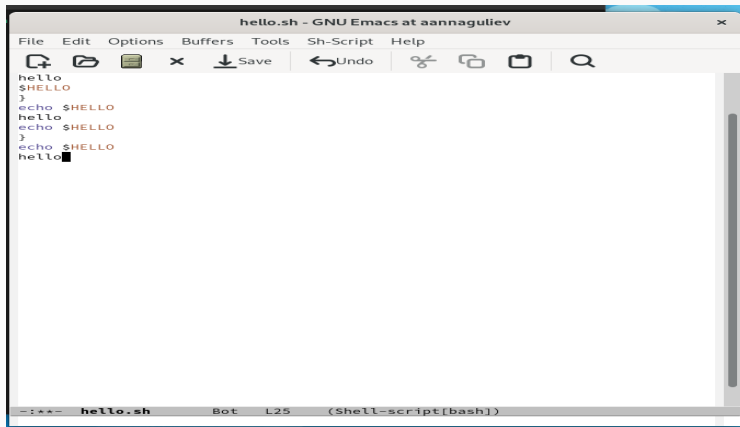 hello.sh - GNU Emacs at aannaguliev
File Edit Options Buffers Tools Sh-Script Help
Save Undo
hello
$HELLO
}
echo $HELLO
hello
echo $HELLO
}
echo $HELLO
hello
-:**- hello.sh Bot L25 (Shell-script[bash])